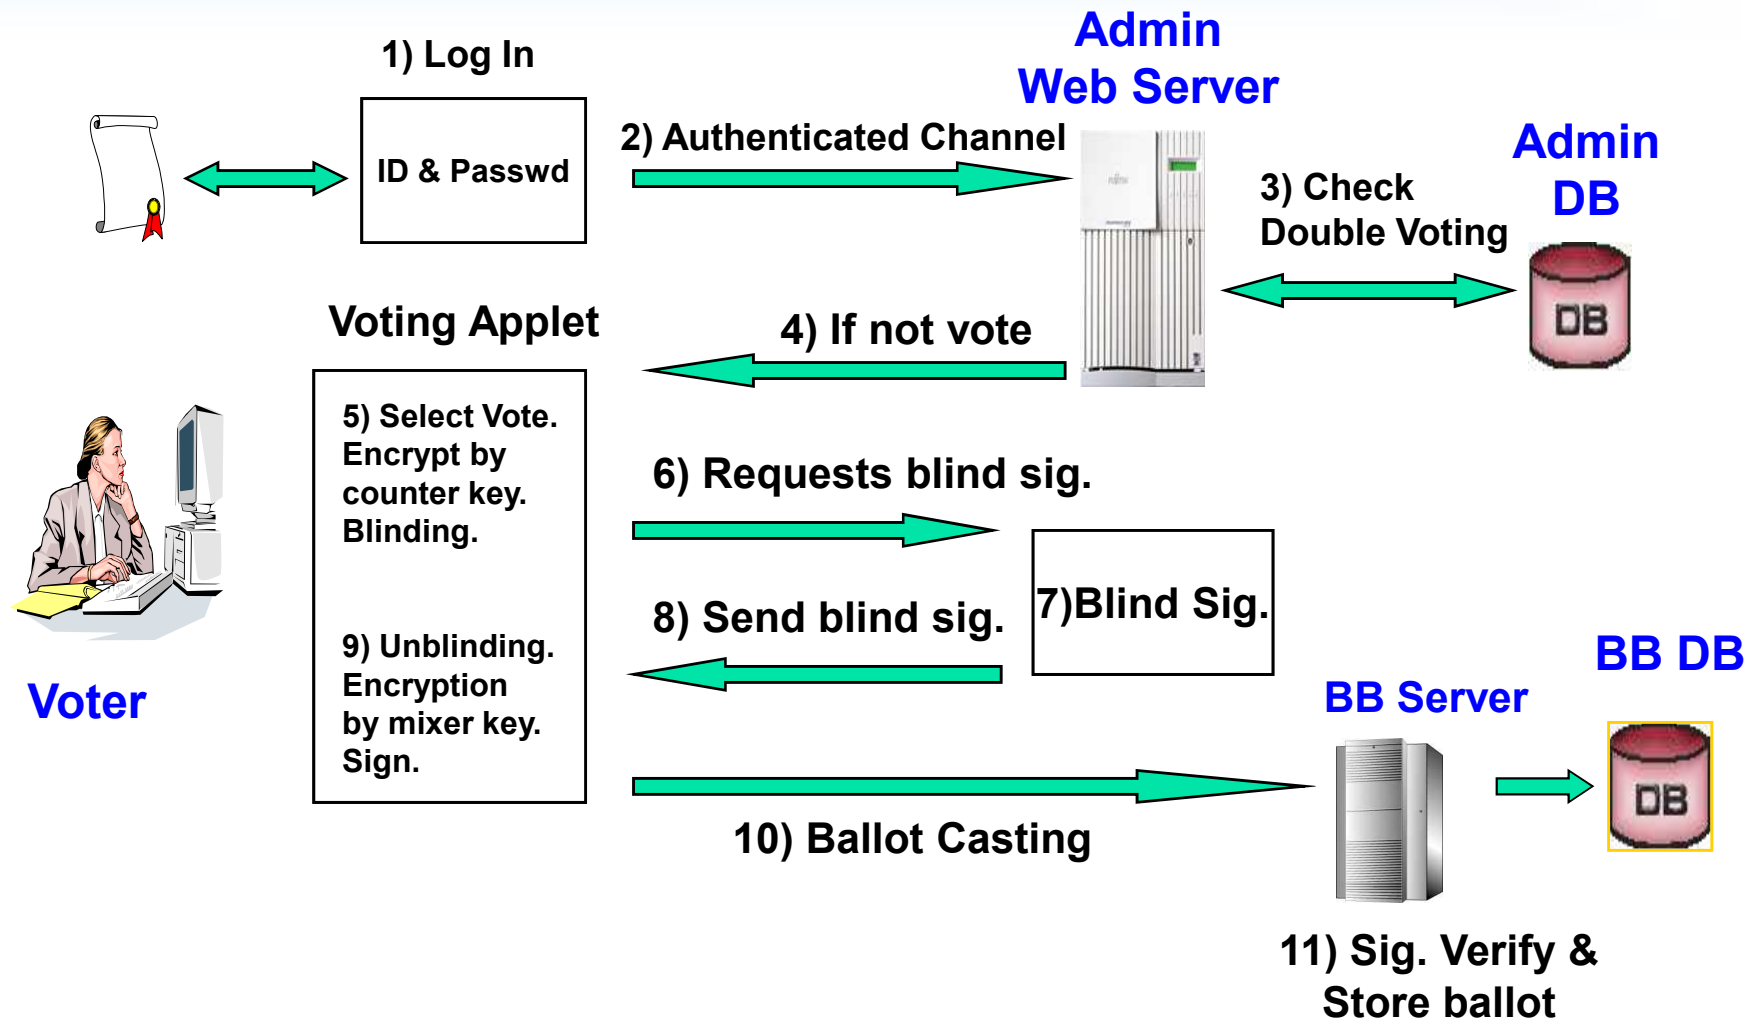 1) Log In
Admin
Web Server
ID & Passwd
2) Authenticated Channel
Admin
DB
3) Check
Double Voting
DB
Voting Applet
4) If not vote
5) Select Vote.
Encrypt by
counter key.
Blinding.
6) Requests blind sig.
7)Blind Sig.
8) Send blind sig.
9) Unblinding.
Encryption
by mixer key.
Sign.
Voter
BB Server
BB DB
DB
10) Ballot Casting
11) Sig. Verify &
Store ballot